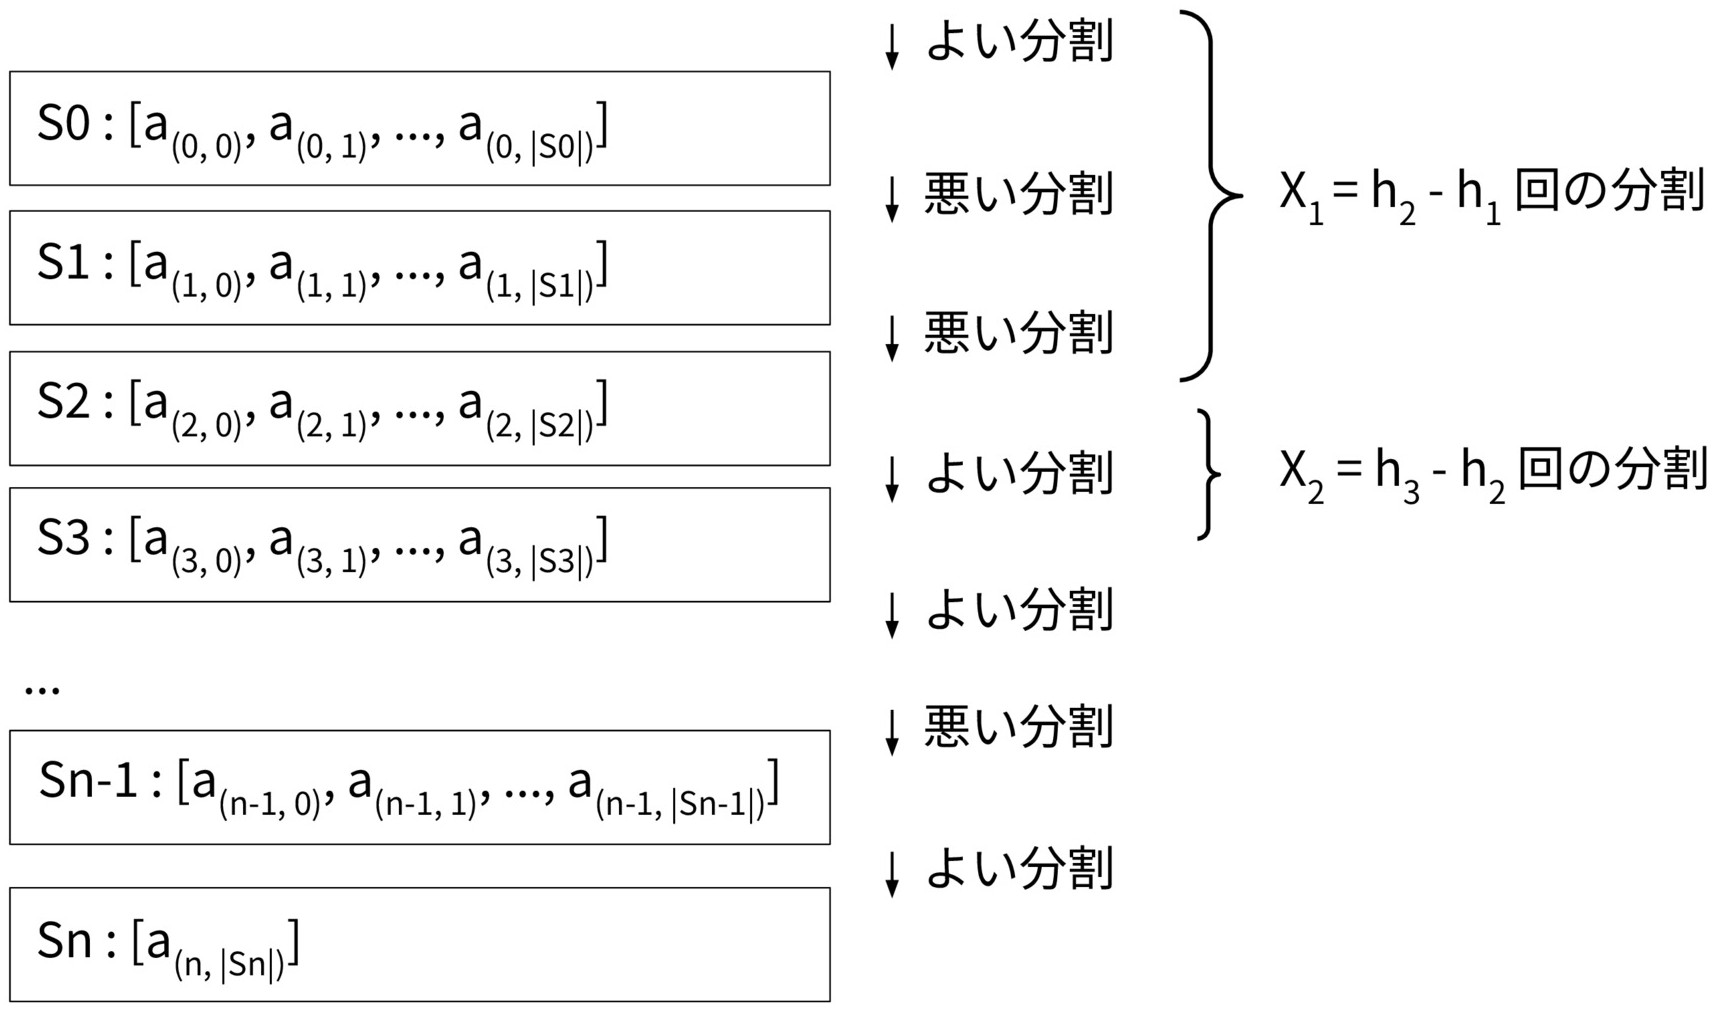 ↓ よい分割
S0 : [a(0, 0), a(0, 1), ..., a(0, |S0|)]
↓ 悪い分割
X1 = h2 - h1 回の分割
S1 : [a(1, 0), a(1, 1), ..., a(1, |S1|)]
↓ 悪い分割
S2 : [a(2, 0), a(2, 1), ..., a(2, |S2|)]
↓ よい分割
X2 = h3 - h2 回の分割
S3 : [a(3, 0), a(3, 1), ..., a(3, |S3|)]
↓ よい分割
...
↓ 悪い分割
Sn-1 : [a(n-1, 0), a(n-1, 1), ..., a(n-1, |Sn-1|)]
↓ よい分割
Sn : [a(n, |Sn|)]